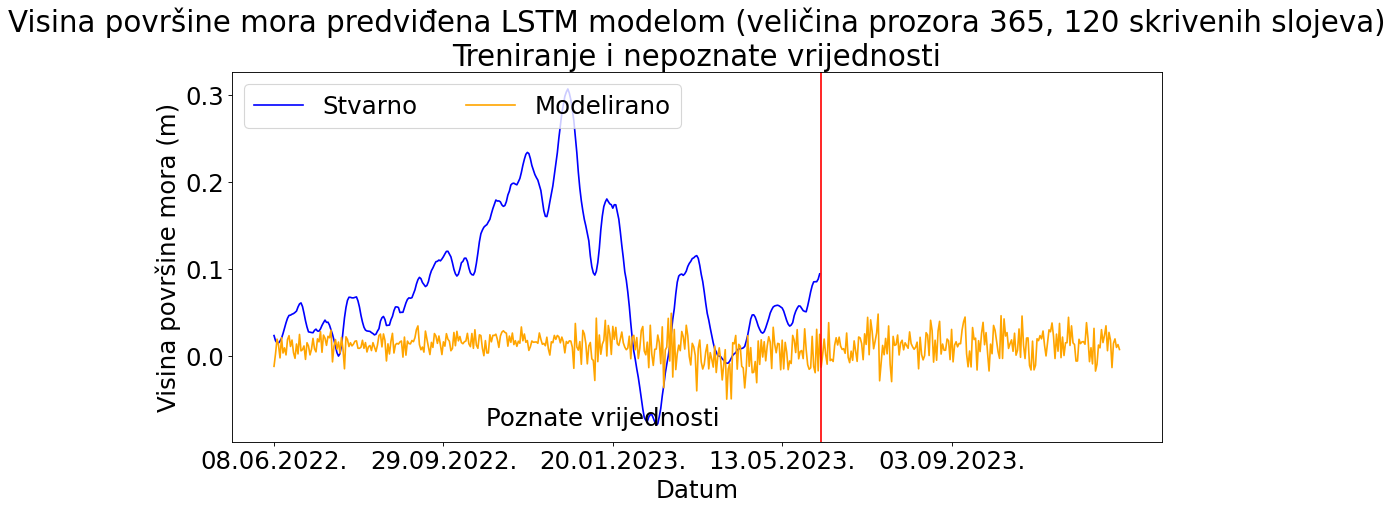 Visina površine mora predviđena LSTM modelom (veličina prozora 365, 120 skrivenih slojeva)
Treniranje i nepoznate vrijednosti
Stvarno
Modelirano
Visina površine mora (m)
0.3
0.2
0.1
0.0
Poznate vrijednosti
08.06.2022.
29.09.2022.
20.01.2023.
13.05.2023.
03.09.2023.
Datum